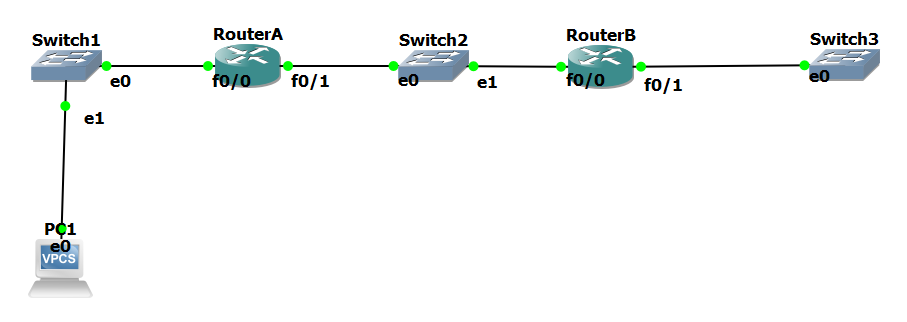 Switch1
RouterA
Switch2
RouterB
Switch3
e0
f0/0
f0/1
e0
e1
f0/0
f0/1
e0
e1
PC1
e0
VPCS